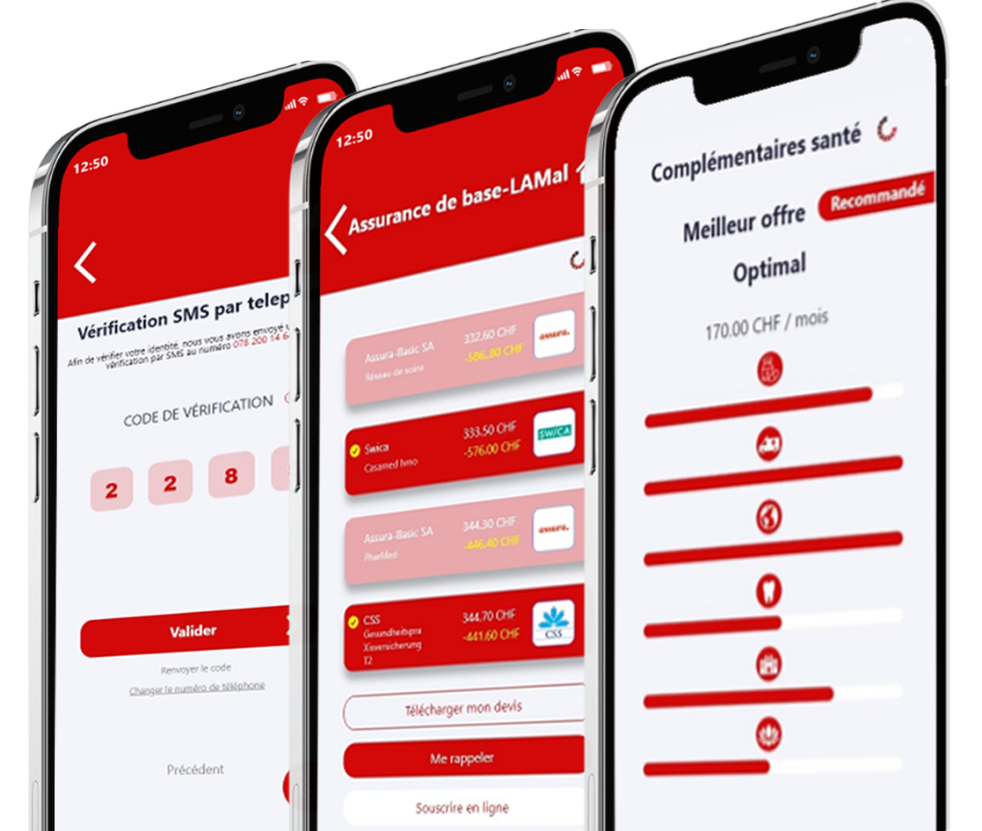 12:50
Vérification SMS par telep
Afin de vérifier votre identité, nous vous avons envoyé
vérification par SMS au numéro 078 200 14 6
CODE DE VÉRIFICATION
2 2 8
Valider
Renvoyer le code
Changer le numéro de téléphone
Précédent
12:50
Assurance de base-LAMal
Assura-Basic SA
Réseau de soins
332.60 CHF
-586.80 CHF
assura.
Swica
Casamed hmo
333.50 CHF
-576.00 CHF
SWICA
Assura-Basic SA
PharMed
344.30 CHF
-446.40 CHF
assura.
CSS
Gesundheitspra
Xisversicherung
T2
344.70 CHF
-441.60 CHF
CSS
Télécharger mon devis
Me rappeler
Souscrire en ligne
Complémentaires santé
Recommandé
Meilleur offre
Optimal
170.00 CHF / mois